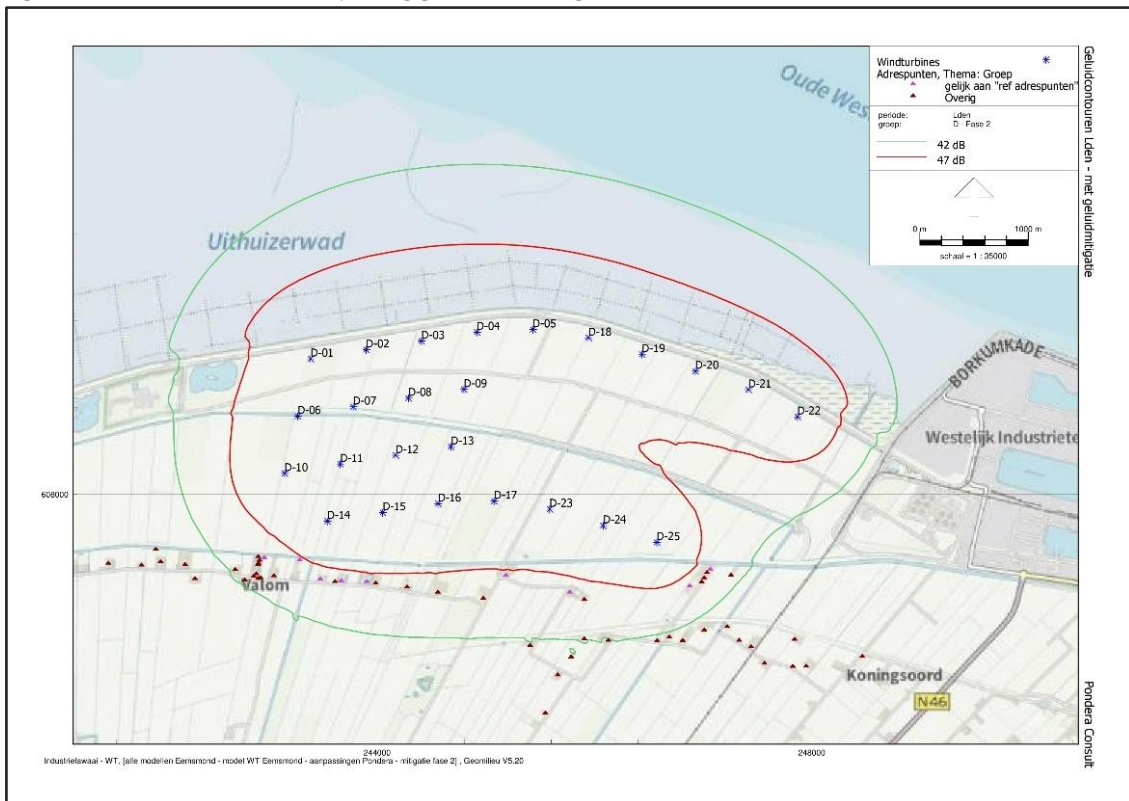 Windturbines
Adrespunten, Thema: Groep
gelijk aan "ref adrespunten"
Overig
periode: Lden
groep: D - Fase 2
42 dB
47 dB
0 m 1000 m
schaal = 1 : 35000
Geluidcontouren Lden - met geluidmitigatie
Pondera Consult
Oude Wes
Uithuizerwad
D-01
D-02
D-03
D-04
D-05
D-18
D-19
D-20
D-21
D-22
D-06
D-07
D-08
D-09
D-10
D-11
D-12
D-13
D-14
D-15
D-16
D-17
D-23
D-24
D-25
BORKUMKADE
Westelijk Industriete
608000
Valom
Koningsoord
N46
244000
248000
Industrielawaai - WT, [alle modellen Eemsmond - model WT Eemsmond - aanpassingen Pondera - mitigatie fase 2] , Geomilieu V5.20